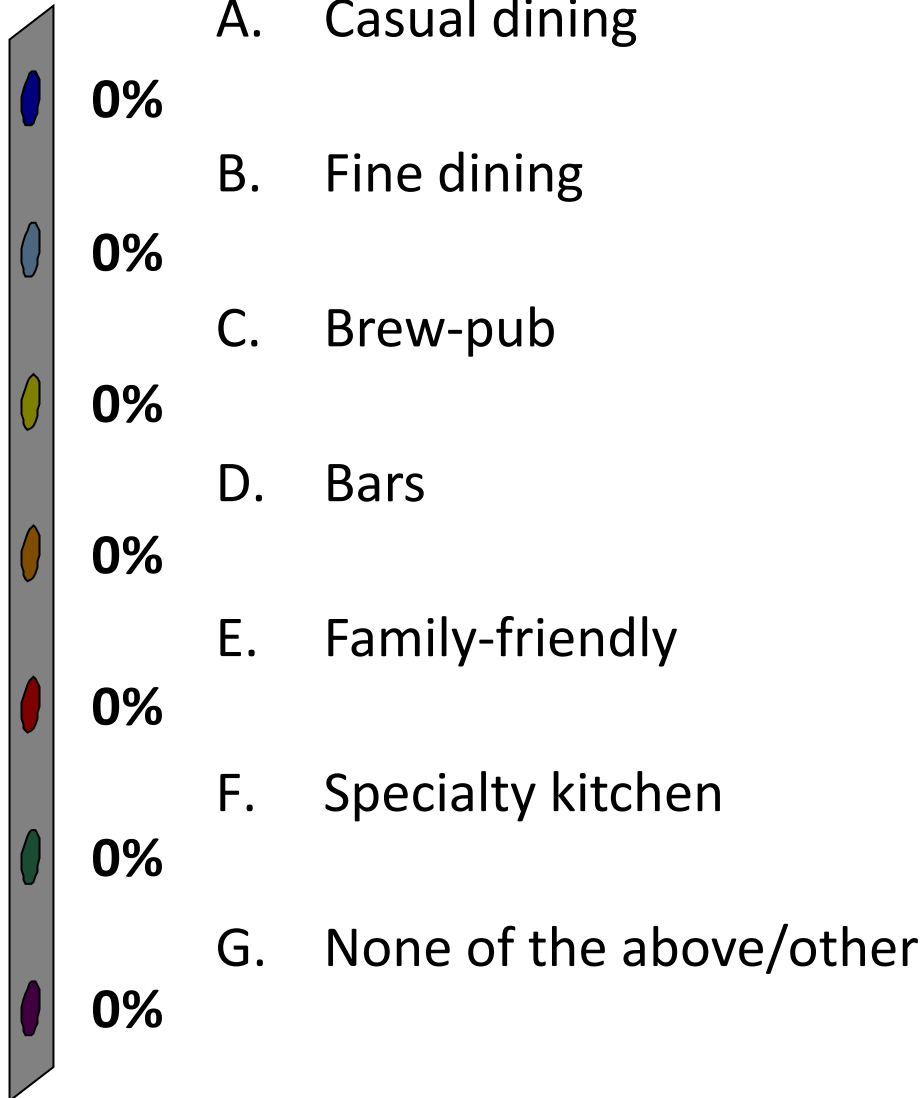 A. Casual dining
0%
B. Fine dining
0%
C. Brew-pub
0%
D. Bars
0%
E. Family-friendly
0%
F. Specialty kitchen
0%
G. None of the above/other
0%